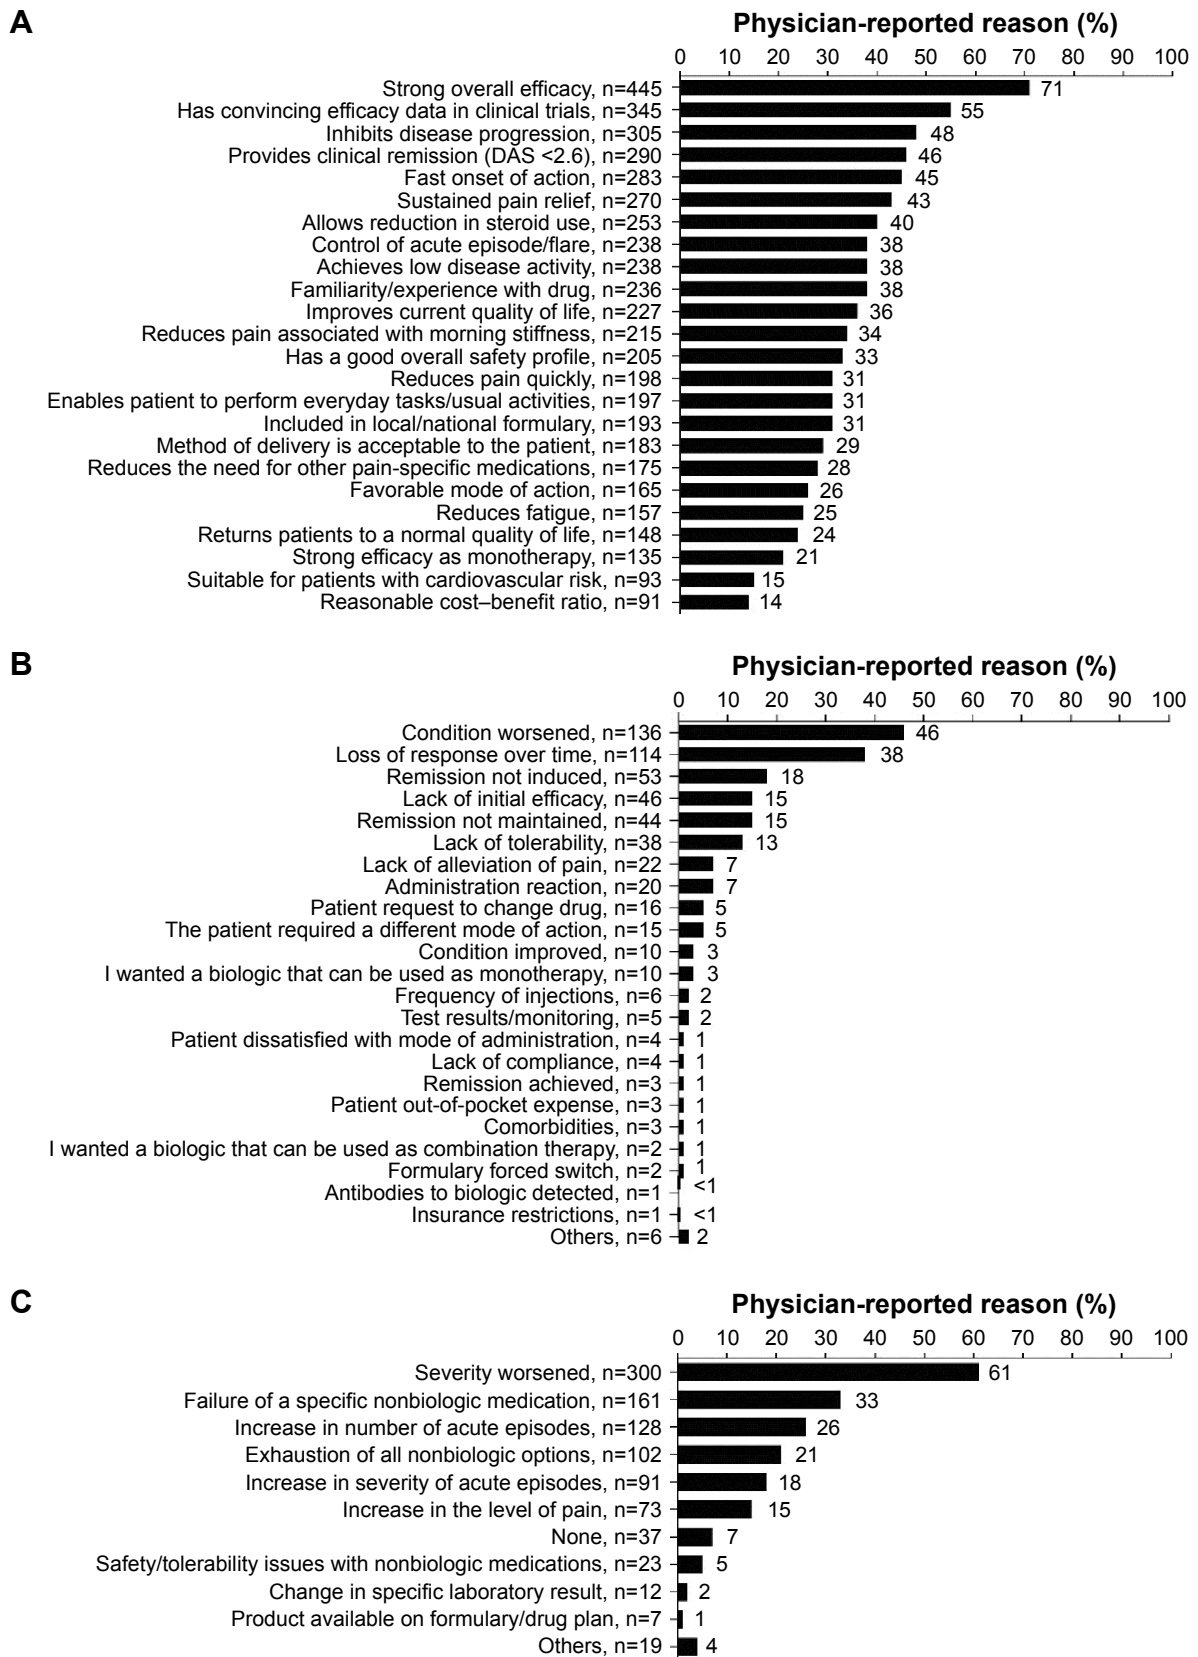 A
Physician-reported reason (%)
0 10 20 30 40 50 60 70 80 90 100
Strong overall efficacy, n=445 71
Has convincing efficacy data in clinical trials, n=345 55
Inhibits disease progression, n=305 48
Provides clinical remission (DAS <2.6), n=290 46
Fast onset of action, n=283 45
Sustained pain relief, n=270 43
Allows reduction in steroid use, n=253 40
Control of acute episode/flare, n=238 38
Achieves low disease activity, n=238 38
Familiarity/experience with drug, n=236 38
Improves current quality of life, n=227 36
Reduces pain associated with morning stiffness, n=215 34
Has a good overall safety profile, n=205 33
Reduces pain quickly, n=198 31
Enables patient to perform everyday tasks/usual activities, n=197 31
Included in local/national formulary, n=193 31
Method of delivery is acceptable to the patient, n=183 29
Reduces the need for other pain-specific medications, n=175 28
Favorable mode of action, n=165 26
Reduces fatigue, n=157 25
Returns patients to a normal quality of life, n=148 24
Strong efficacy as monotherapy, n=135 21
Suitable for patients with cardiovascular risk, n=93 15
Reasonable cost–benefit ratio, n=91 14
B
Physician-reported reason (%)
0 10 20 30 40 50 60 70 80 90 100
Condition worsened, n=136 46
Loss of response over time, n=114 38
Remission not induced, n=53 18
Lack of initial efficacy, n=46 15
Remission not maintained, n=44 15
Lack of tolerability, n=38 13
Lack of alleviation of pain, n=22 7
Administration reaction, n=20 7
Patient request to change drug, n=16 5
The patient required a different mode of action, n=15 5
Condition improved, n=10 3
I wanted a biologic that can be used as monotherapy, n=10 3
Frequency of injections, n=6 2
Test results/monitoring, n=5 2
Patient dissatisfied with mode of administration, n=4 1
Lack of compliance, n=4 1
Remission achieved, n=3 1
Patient out-of-pocket expense, n=3 1
Comorbidities, n=3 1
I wanted a biologic that can be used as combination therapy, n=2 1
Formulary forced switch, n=2 1
Antibodies to biologic detected, n=1 <1
Insurance restrictions, n=1 <1
Others, n=6 2
C
Physician-reported reason (%)
0 10 20 30 40 50 60 70 80 90 100
Severity worsened, n=300 61
Failure of a specific nonbiologic medication, n=161 33
Increase in number of acute episodes, n=128 26
Exhaustion of all nonbiologic options, n=102 21
Increase in severity of acute episodes, n=91 18
Increase in the level of pain, n=73 15
None, n=37 7
Safety/tolerability issues with nonbiologic medications, n=23 5
Change in specific laboratory result, n=12 2
Product available on formulary/drug plan, n=7 1
Others, n=19 4